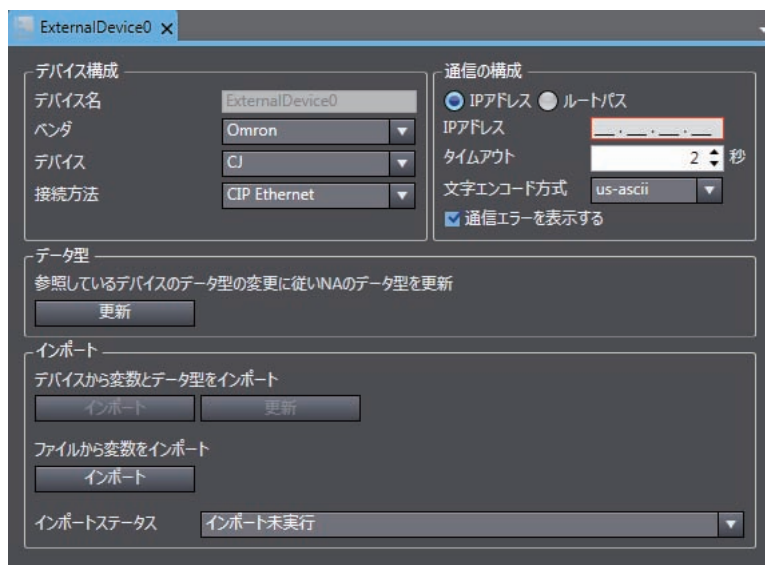 ExternalDevice0
デバイス構成
デバイス名 ExternalDevice0
ベンダ Omron
デバイス CJ
接続方法 CIP Ethernet
通信の構成
IPアドレス ルートパス
IPアドレス __.__.__.__
タイムアウト 2 秒
文字エンコード方式 us-ascii
通信エラーを表示する
データ型
参照しているデバイスのデータ型の変更に従いNAのデータ型を更新
更新
インポート
デバイスから変数とデータ型をインポート
インポート 更新
ファイルから変数をインポート
インポート
インポートステータス インポート未実行